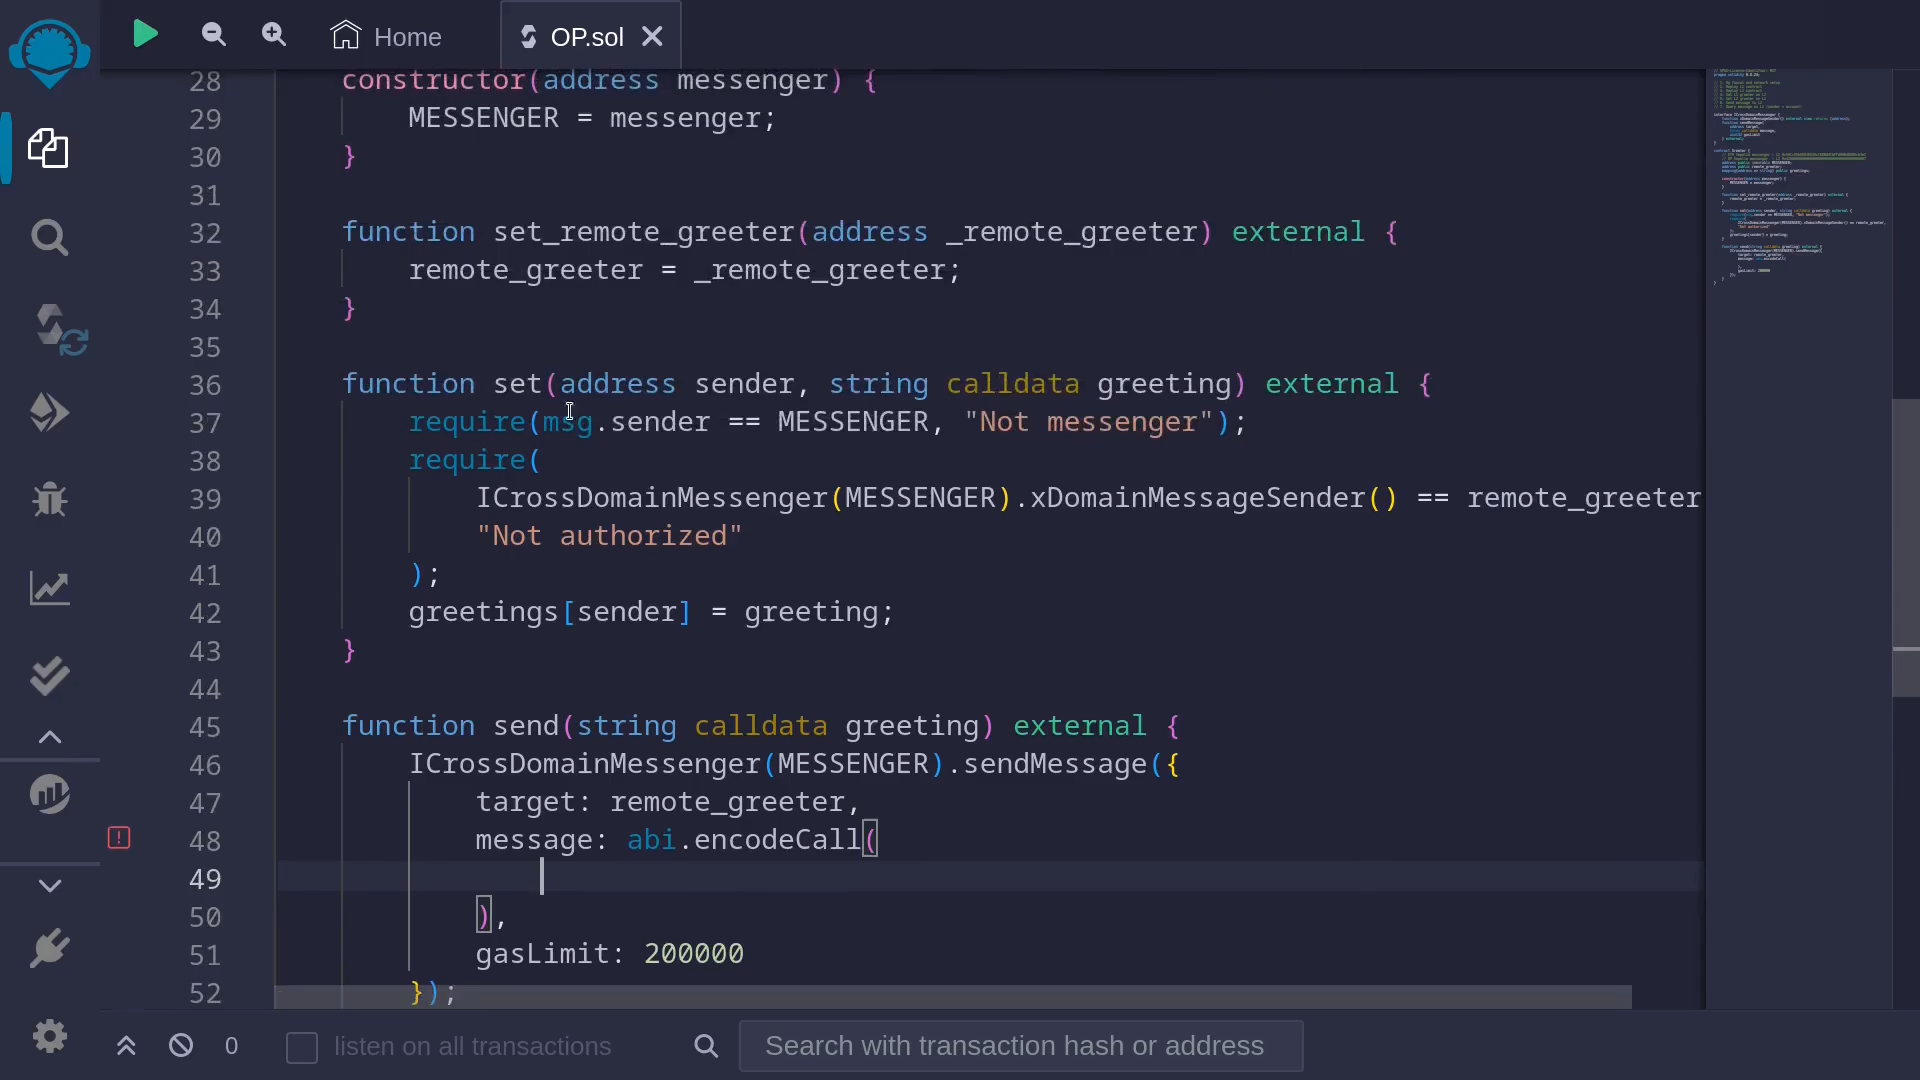 Home
OP.sol
28 constructor(address messenger) {
29 MESSENGER = messenger;
30 }
31
32 function set_remote_greeter(address _remote_greeter) external {
33 remote_greeter = _remote_greeter;
34 }
35
36 function set(address sender, string calldata greeting) external {
37 require(msg.sender == MESSENGER, "Not messenger");
38 require(
39 ICrossDomainMessenger(MESSENGER).xDomainMessageSender() == remote_greeter
40 "Not authorized"
41 );
42 greetings[sender] = greeting;
43 }
44
45 function send(string calldata greeting) external {
46 ICrossDomainMessenger(MESSENGER).sendMessage({
47 target: remote_greeter,
48 message: abi.encodeCall(
49
50 ),
51 gasLimit: 200000
52 });
0
listen on all transactions
Search with transaction hash or address